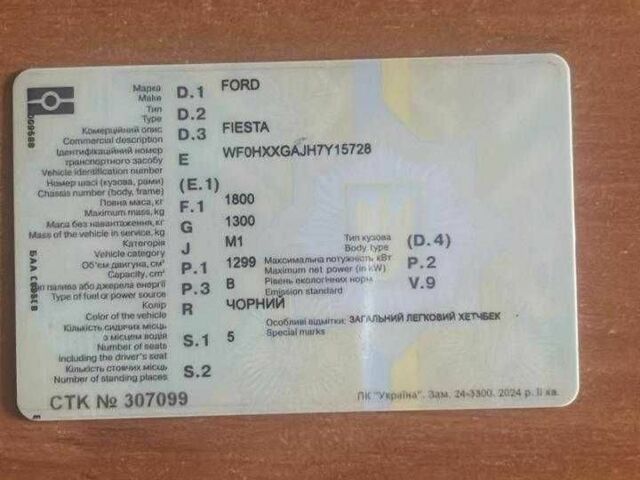 Марка D.1 FORD
Make
Тип D.2
Type
Комерційний опис D.3 FIESTA
Commercial description
Ідентифікаційний номер
транспортного засобу E WF0HXXGAJH7Y15728
Vehicle identification number
Номер шасі (кузова, рами) (E.1)
Chassis number (body, frame)
Повна маса, кг F.1 1800
Maximum mass, kg
Маса без навантаження, кг G 1300
Mass of the vehicle in service, kg
Категорія J M1 Тип кузова (D.4)
Vehicle category Body type
Об'єм двигуна, см³ P.1 1299 Максимальна потужність кВт P.2
Capacity, cm³ Maximum net power (in kW)
Тип палива або джерела енергії P.3 B Рівень екологічних норм V.9
Type of fuel or power source Emission standard
Колір R ЧОРНИЙ
Color of the vehicle
Особливі відмітки: ЗАГАЛЬНИЙ ЛЕГКОВИЙ ХЕТЧБЕК
Special marks
Кількість сидячих місць
з місцем водія S.1 5
Number of seats
including the driver's seat
Кількість стоячих місць S.2
Number of standing places
СТК № 307099
ПК "Україна". Зам. 24-3300. 2024 р. II кв.